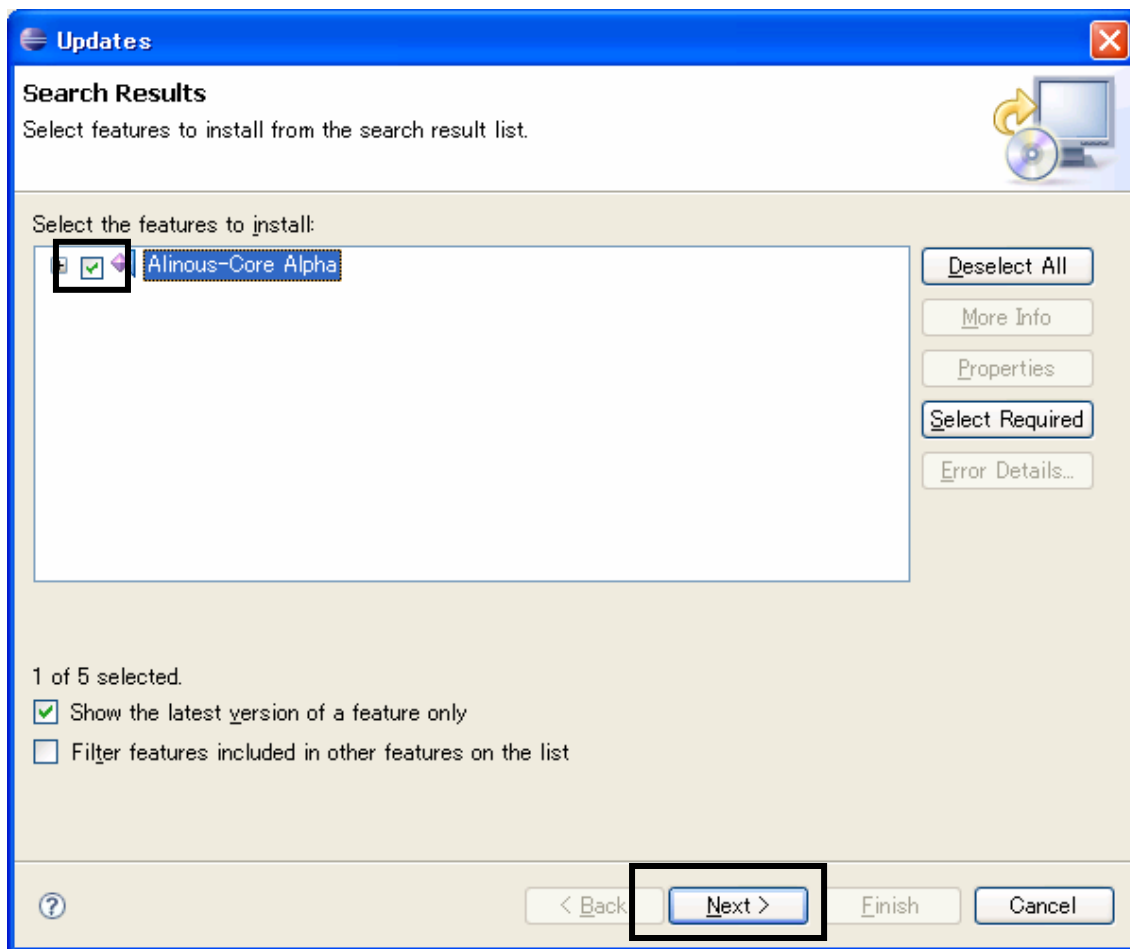 Updates
Search Results
Select features to install from the search result list.
Select the features to install:
Alinous-Core Alpha
Deselect All
More Info
Properties
Select Required
Error Details...
1 of 5 selected.
Show the latest version of a feature only
Filter features included in other features on the list
?
< Back
Next >
Finish
Cancel